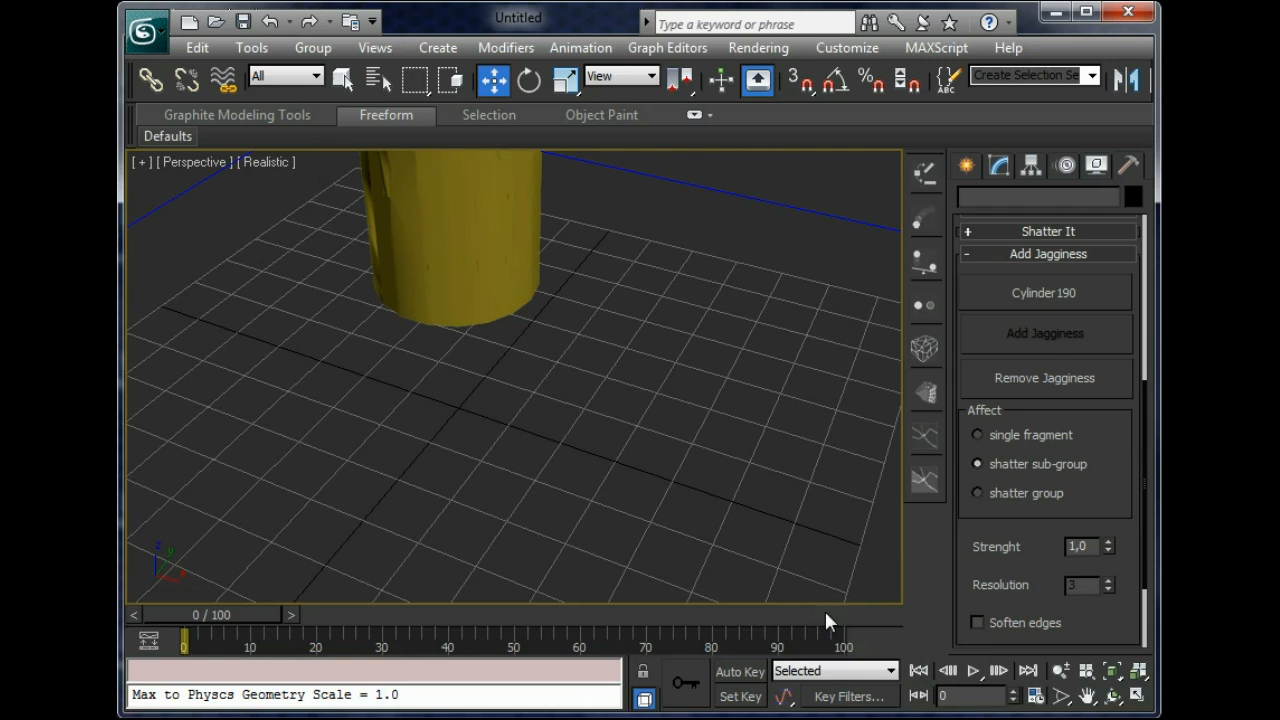 Untitled
Type a keyword or phrase
Edit Tools Group Views Create Modifiers Animation Graph Editors Rendering Customize MAXScript Help
All
View
3
%
ABC
Create Selection Se
Graphite Modeling Tools Freeform Selection Object Paint
Defaults
[ + ] [ Perspective ] [ Realistic ]
+ Shatter It
- Add Jagginess
Cylinder190
Add Jagginess
Remove Jagginess
Affect
single fragment
shatter sub-group
shatter group
Strenght 1,0
Resolution 3
Soften edges
z
y
x
< 0 / 100 >
0 10 20 30 40 50 60 70 80 90 100
Auto Key Selected
Max to Physcs Geometry Scale = 1.0
Set Key Key Filters... 0